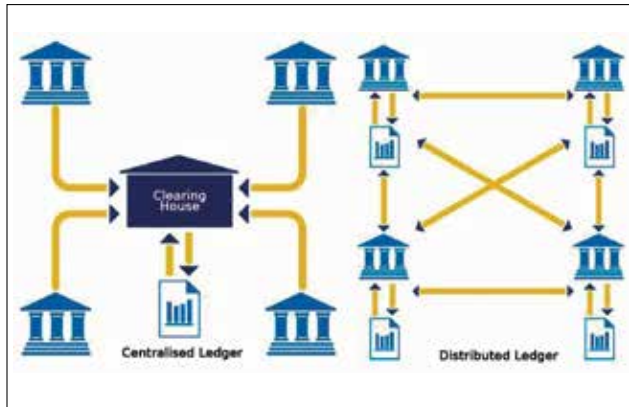 Clearing
House
Centralised Ledger
Distributed Ledger